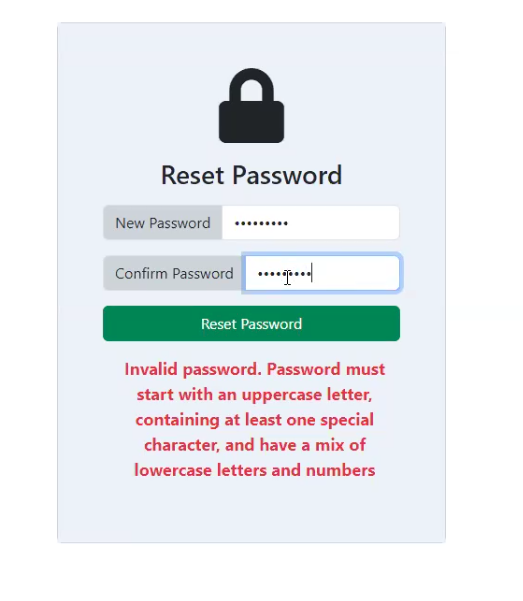 Reset Password
New Password •••••••••
Confirm Password •••••••••
Reset Password
Invalid password. Password must
start with an uppercase letter,
containing at least one special
character, and have a mix of
lowercase letters and numbers